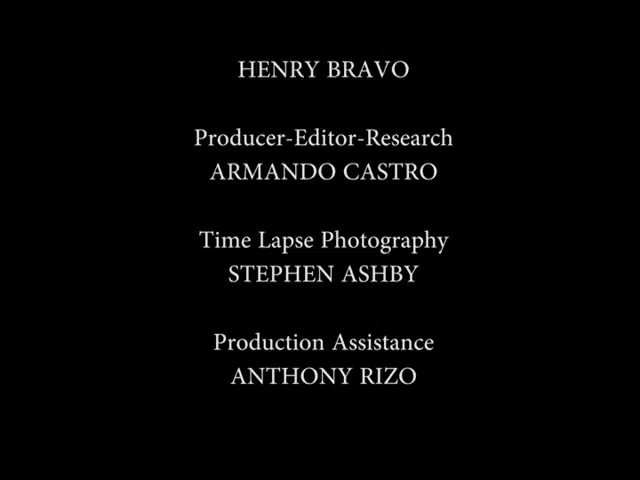 HENRY BRAVO
Producer-Editor-Research
ARMANDO CASTRO
Time Lapse Photography
STEPHEN ASHBY
Production Assistance
ANTHONY RIZO